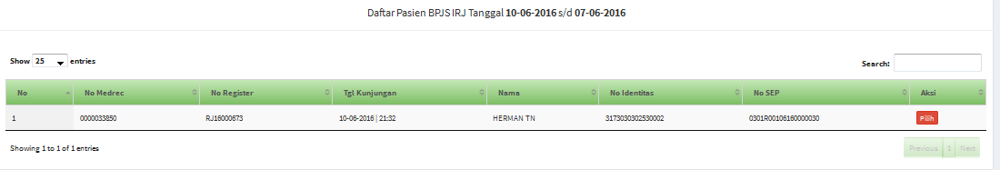 Daftar Pasien BPJS IRJ Tanggal 10-06-2016 s/d 07-06-2016
Show 25 entries
Search:
No No Medrec No Register Tgl Kunjungan Nama No Identitas No SEP Aksi
1 0000033850 RJ16000673 10-06-2016 | 21:32 HERMAN TN 3173030302530002 0301R00106160000030 Pilih
Showing 1 to 1 of 1 entries
Previous 1 Next